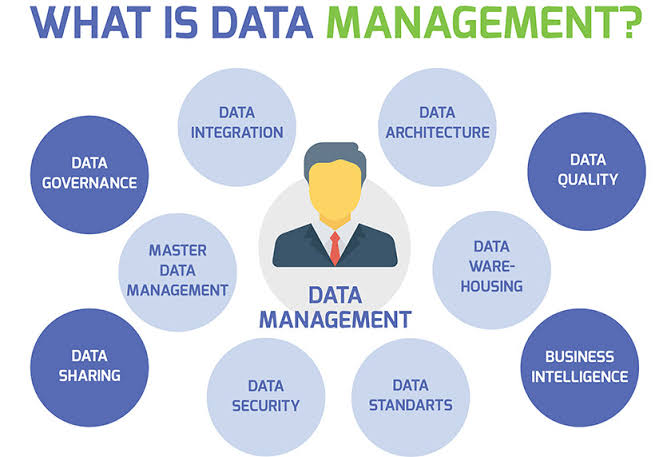 WHAT IS DATA MANAGEMENT?
DATA
INTEGRATION
DATA
ARCHITECTURE
DATA
GOVERNANCE
DATA
QUALITY
MASTER
DATA
MANAGEMENT
DATA
WARE-
HOUSING
DATA
MANAGEMENT
DATA
SHARING
BUSINESS
INTELLIGENCE
DATA
SECURITY
DATA
STANDARTS